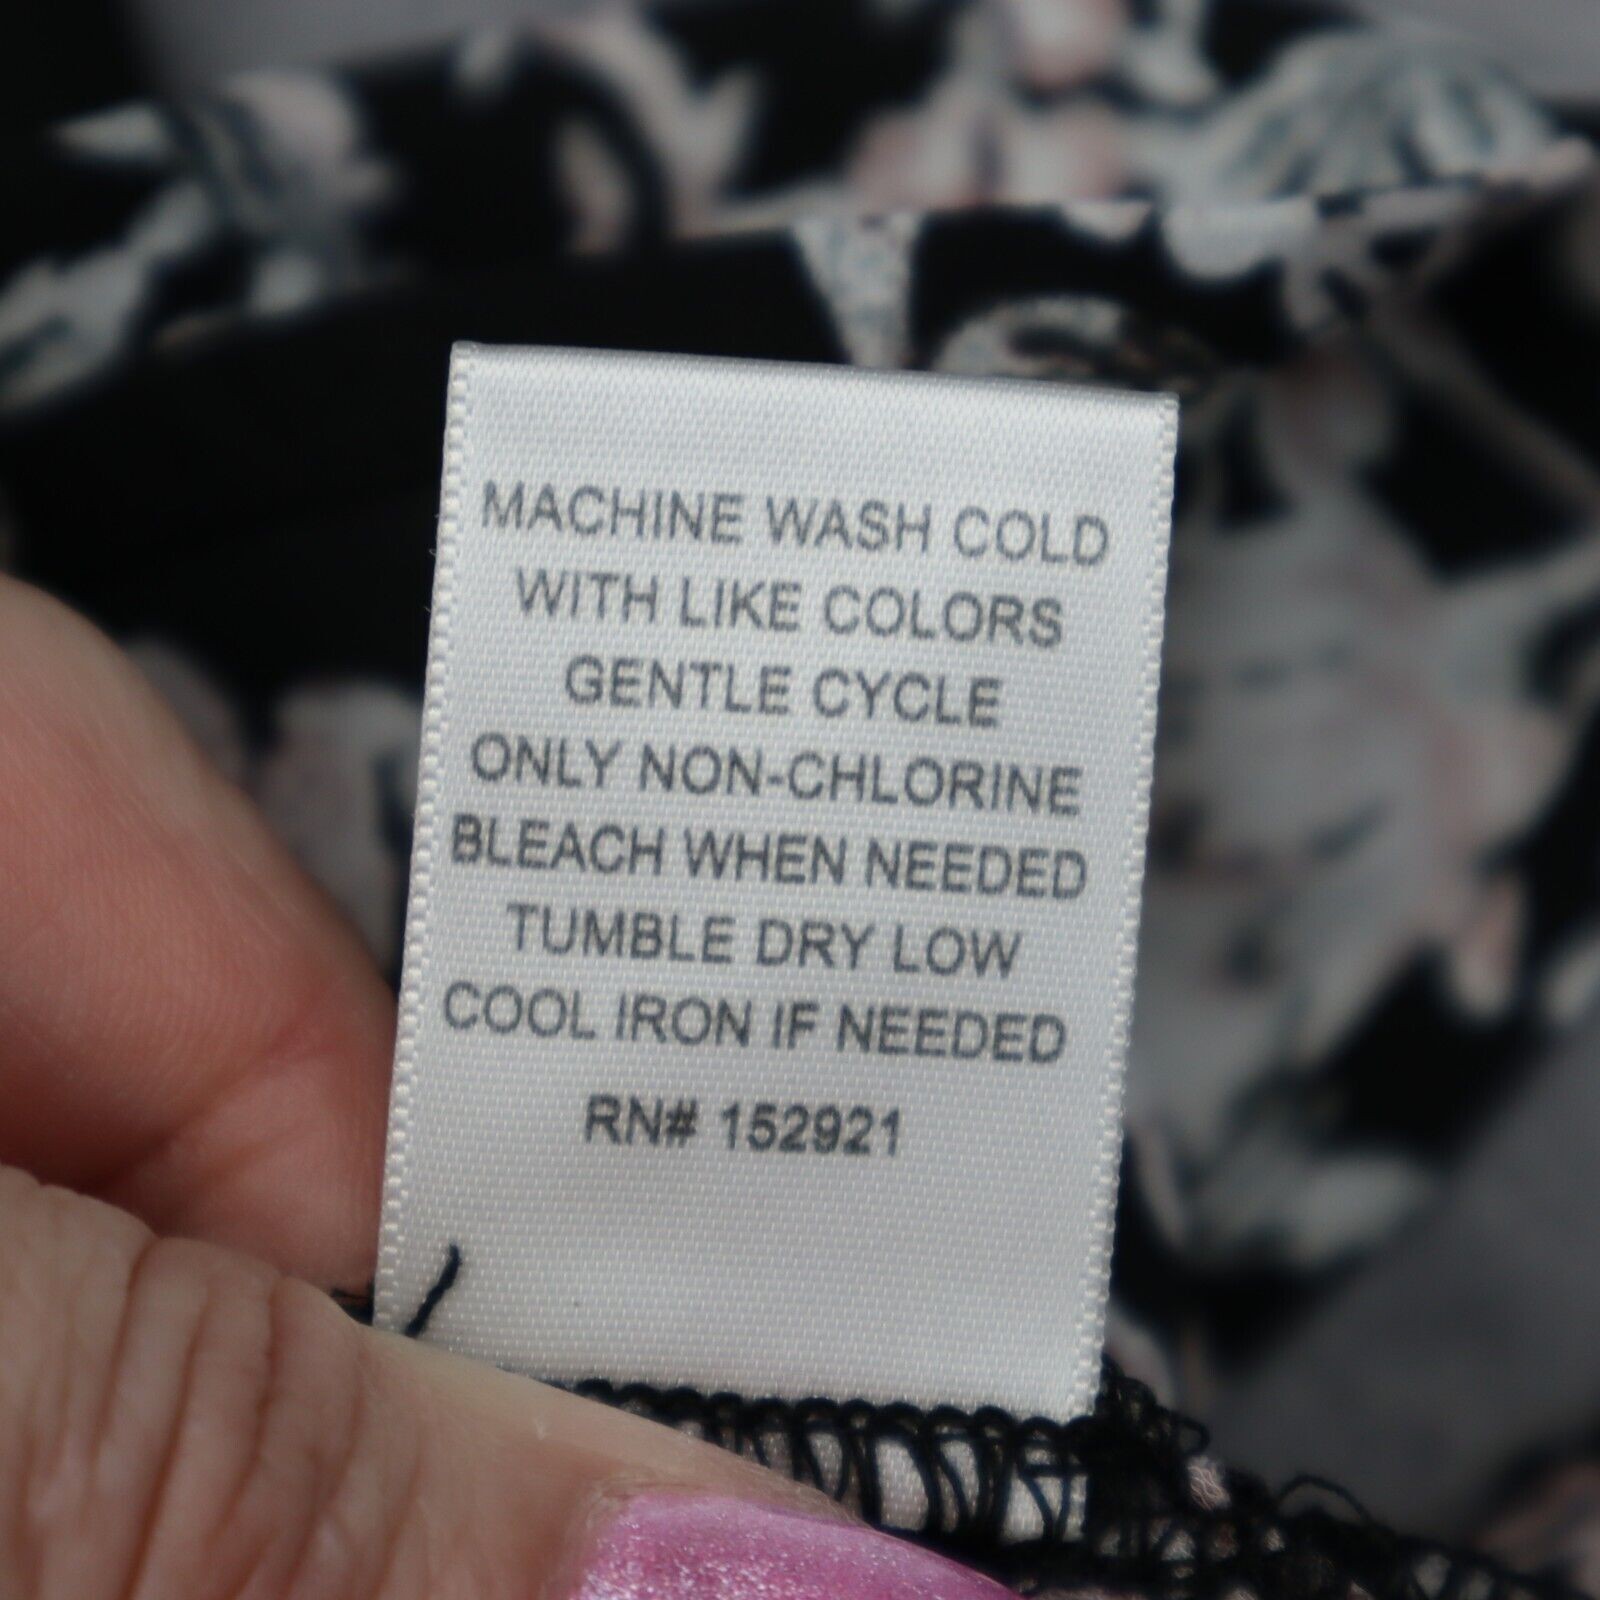 MACHINE WASH COLD
WITH LIKE COLORS
GENTLE CYCLE
ONLY NON-CHLORINE
BLEACH WHEN NEEDED
TUMBLE DRY LOW
COOL IRON IF NEEDED
RN# 152921